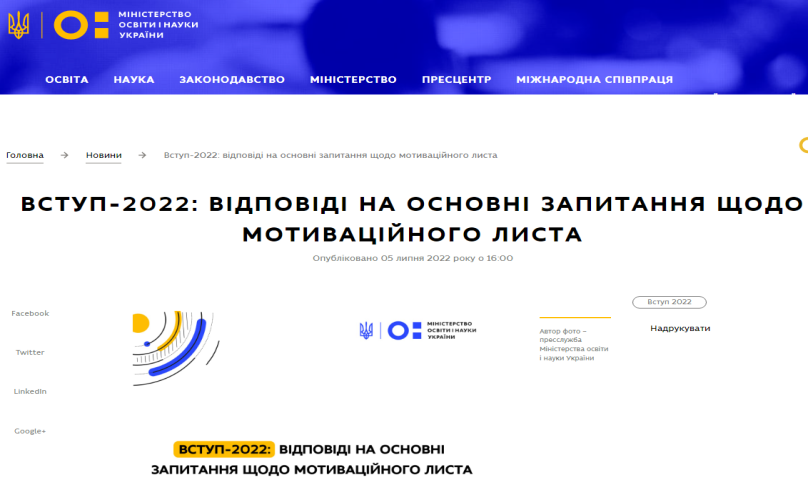 МІНІСТЕРСТВО
ОСВІТИ І НАУКИ
УКРАЇНИ
ОСВІТА НАУКА ЗАКОНОДАВСТВО МІНІСТЕРСТВО ПРЕСЦЕНТР МІЖНАРОДНА СПІВПРАЦЯ
Головна → Новини → Вступ-2022: відповіді на основні запитання щодо мотиваційного листа
ВСТУП-2022: ВІДПОВІДІ НА ОСНОВНІ ЗАПИТАННЯ ЩОДО
МОТИВАЦІЙНОГО ЛИСТА
Опубліковано 05 липня 2022 року о 16:00
Facebook
Twitter
LinkedIn
Google+
МІНІСТЕРСТВО
ОСВІТИ І НАУКИ
УКРАЇНИ
ВСТУП-2022: ВІДПОВІДІ НА ОСНОВНІ
ЗАПИТАННЯ ЩОДО МОТИВАЦІЙНОГО ЛИСТА
Автор фото –
пресслужба
Міністерства освіти
і науки України
Вступ 2022
Надрукувати